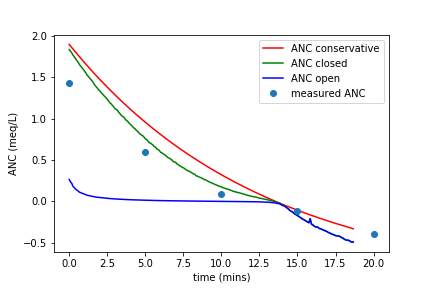 ANC (meq/L)
2.0
1.5
1.0
0.5
0.0
−0.5
ANC conservative
ANC closed
ANC open
measured ANC
0.0 2.5 5.0 7.5 10.0 12.5 15.0 17.5 20.0
time (mins)